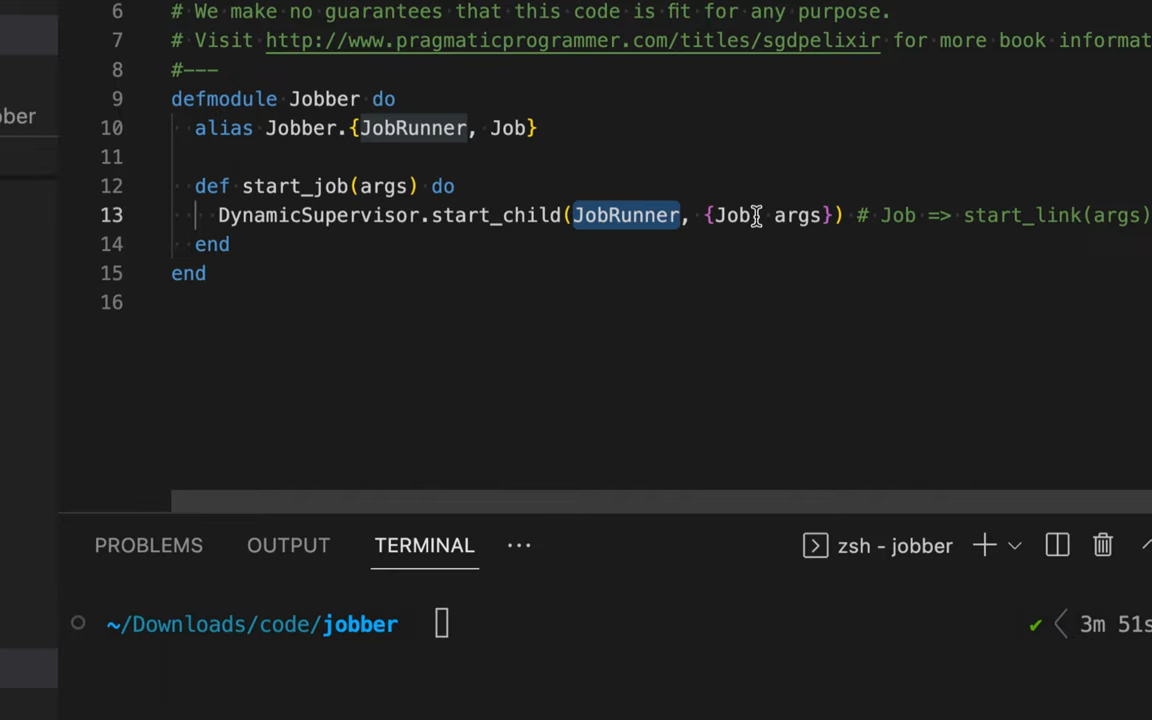 6 # We make no guarantees that this code is fit for any purpose.
7 # Visit http://www.pragmaticprogrammer.com/titles/sgdpelixir for more book informat
8 #---
ber
9 defmodule Jobber do
10 alias Jobber.{JobRunner, Job}
11
12 def start_job(args) do
13 DynamicSupervisor.start_child(JobRunner, {Job, args}) # Job => start_link(args)
14 end
15 end
16
PROBLEMS OUTPUT TERMINAL ··· zsh - jobber
~/Downloads/code/jobber ✔ 3m 51s